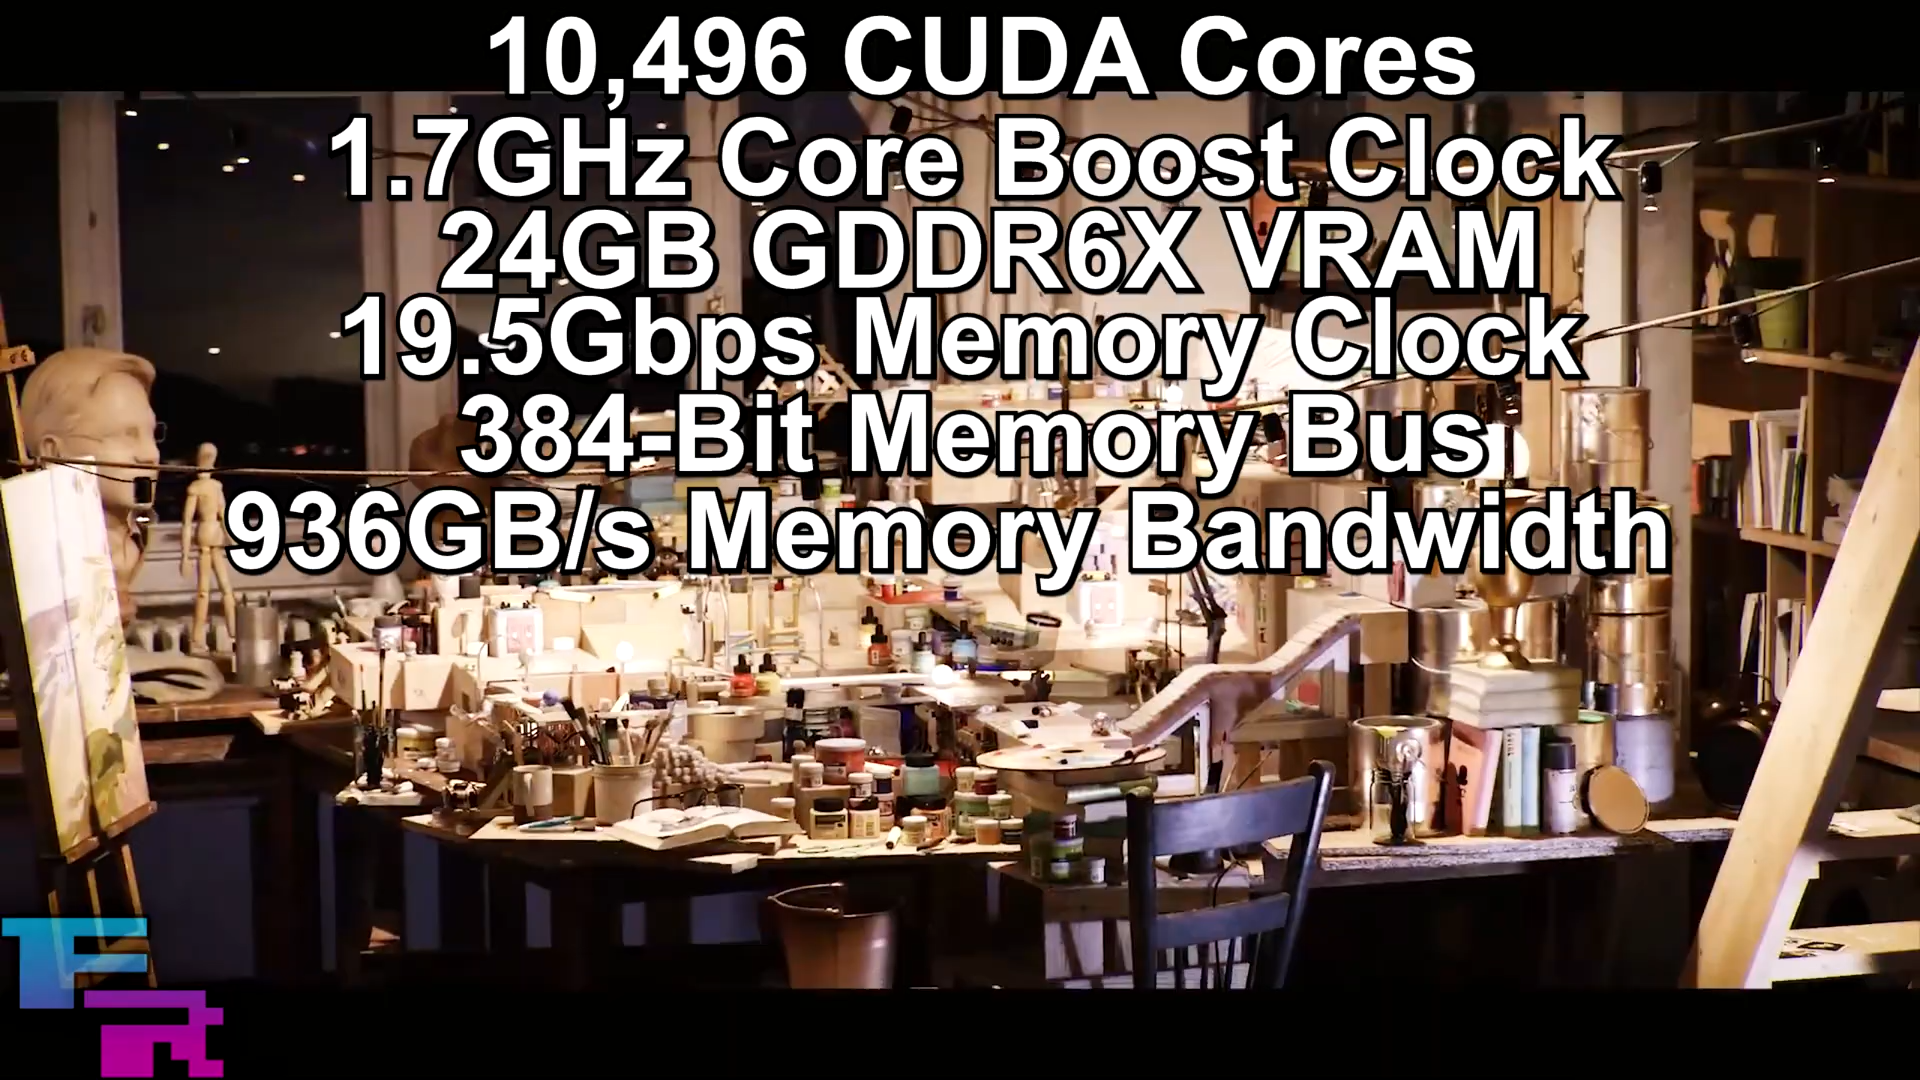 10,496 CUDA Cores
1.7GHz Core Boost Clock
24GB GDDR6X VRAM
19.5Gbps Memory Clock
384-Bit Memory Bus
936GB/s Memory Bandwidth
FR